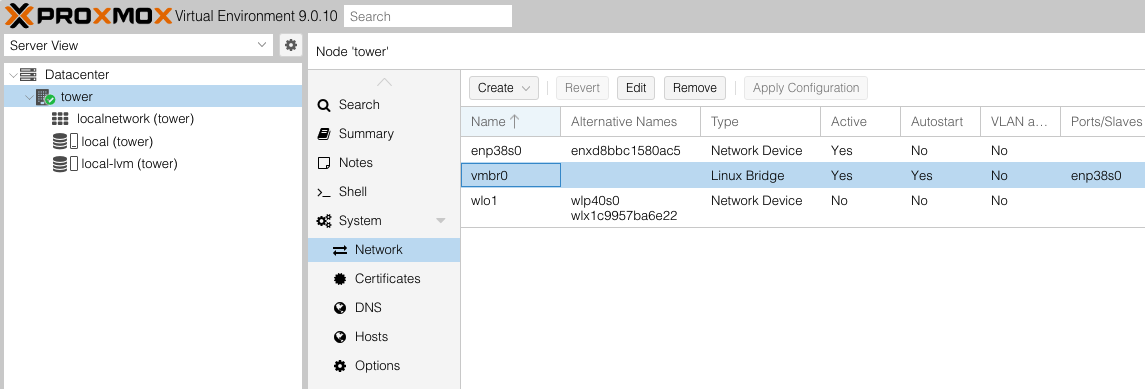 PROXMOX Virtual Environment 9.0.10 Search
Server View
Datacenter
tower
localnetwork (tower)
local (tower)
local-lvm (tower)
Node 'tower'
Search
Summary
Notes
Shell
System
Network
Certificates
DNS
Hosts
Options
Create Revert Edit Remove Apply Configuration
Name Alternative Names Type Active Autostart VLAN a... Ports/Slaves
enp38s0 enxd8bbc1580ac5 Network Device Yes No No
vmbr0 Linux Bridge Yes Yes No enp38s0
wlo1 wlp40s0 Network Device No No No
wlx1c9957ba6e22